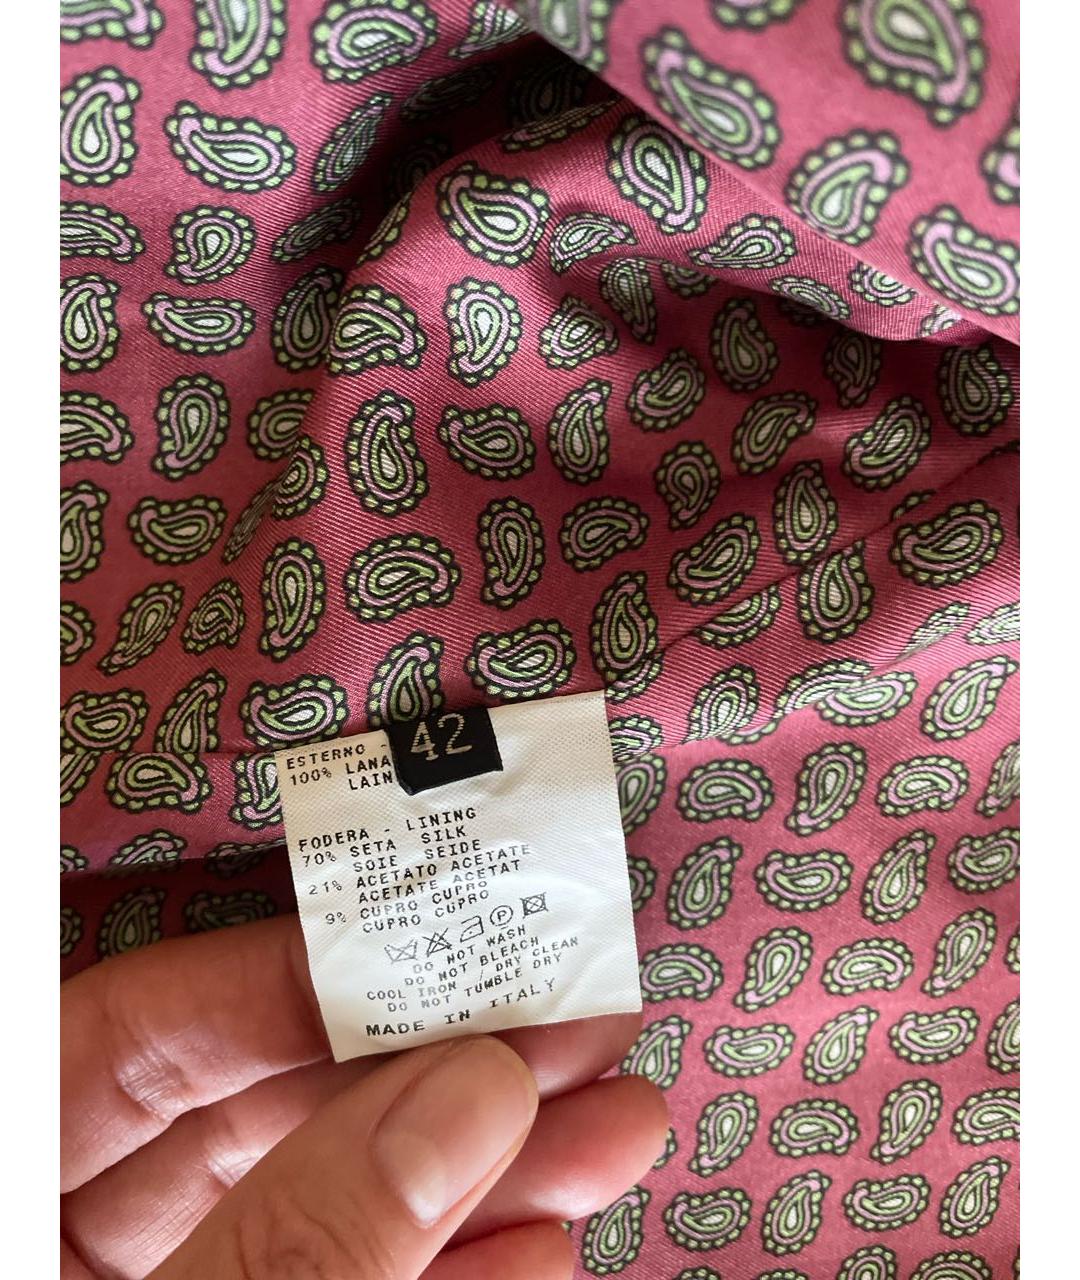 42
ESTERNO -
100% LANA
LAIN
FODERA - LINING
70% SETA SILK
SOIE SEIDE
21% ACETATO ACETATE
ACETATE ACETAT
9% CUPRO CUPRO
CUPRO CUPRO
P
DO NOT WASH
DO NOT BLEACH
COOL IRON / DRY CLEAN
DO NOT TUMBLE DRY
MADE IN ITALY